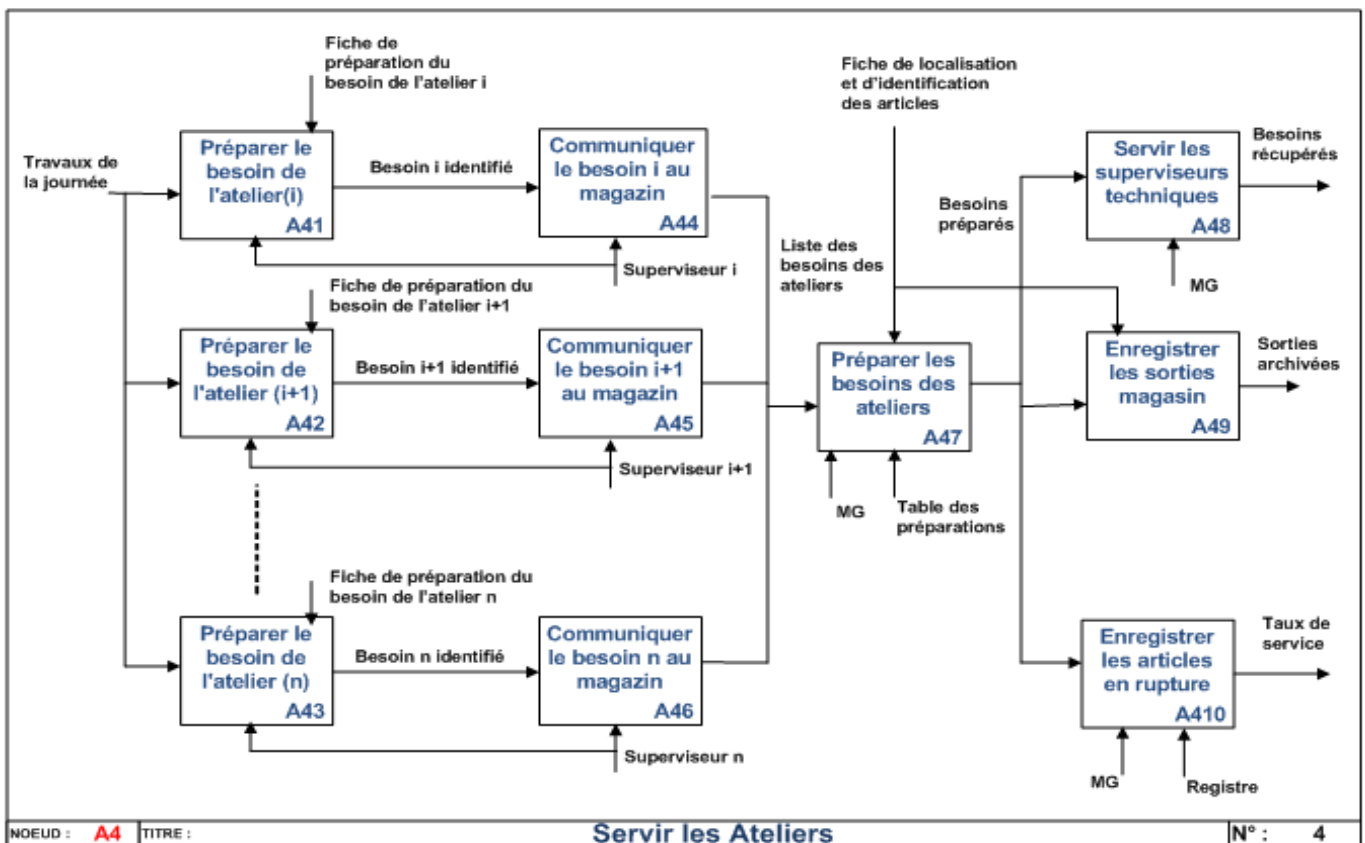 Fiche de
préparation du
besoin de l'atelier i
Fiche de localisation
et d'identification
des articles
Travaux de
la journée
Préparer le
besoin de
l'atelier(i)
A41
Besoin i identifié
Communiquer
le besoin i au
magazin
A44
Superviseur i
Servir les
superviseurs
techniques
A48
Besoins
récupérés
MG
Besoins
préparés
Liste des
besoins des
ateliers
Fiche de préparation du
besoin de l'atelier i+1
Préparer le
besoin de
l'atelier (i+1)
A42
Besoin i+1 identifié
Communiquer
le besoin i+1
au magazin
A45
Superviseur i+1
Préparer les
besoins des
ateliers
A47
MG
Table des
préparations
Enregistrer
les sorties
magasin
A49
Sorties
archivées
Fiche de préparation du
besoin de l'atelier n
Préparer le
besoin de
l'atelier (n)
A43
Besoin n identifié
Communiquer
le besoin n au
magazin
A46
Superviseur n
Enregistrer
les articles
en rupture
A410
Taux de
service
MG
Registre
NOEUD : A4 TITRE : Servir les Ateliers N° : 4